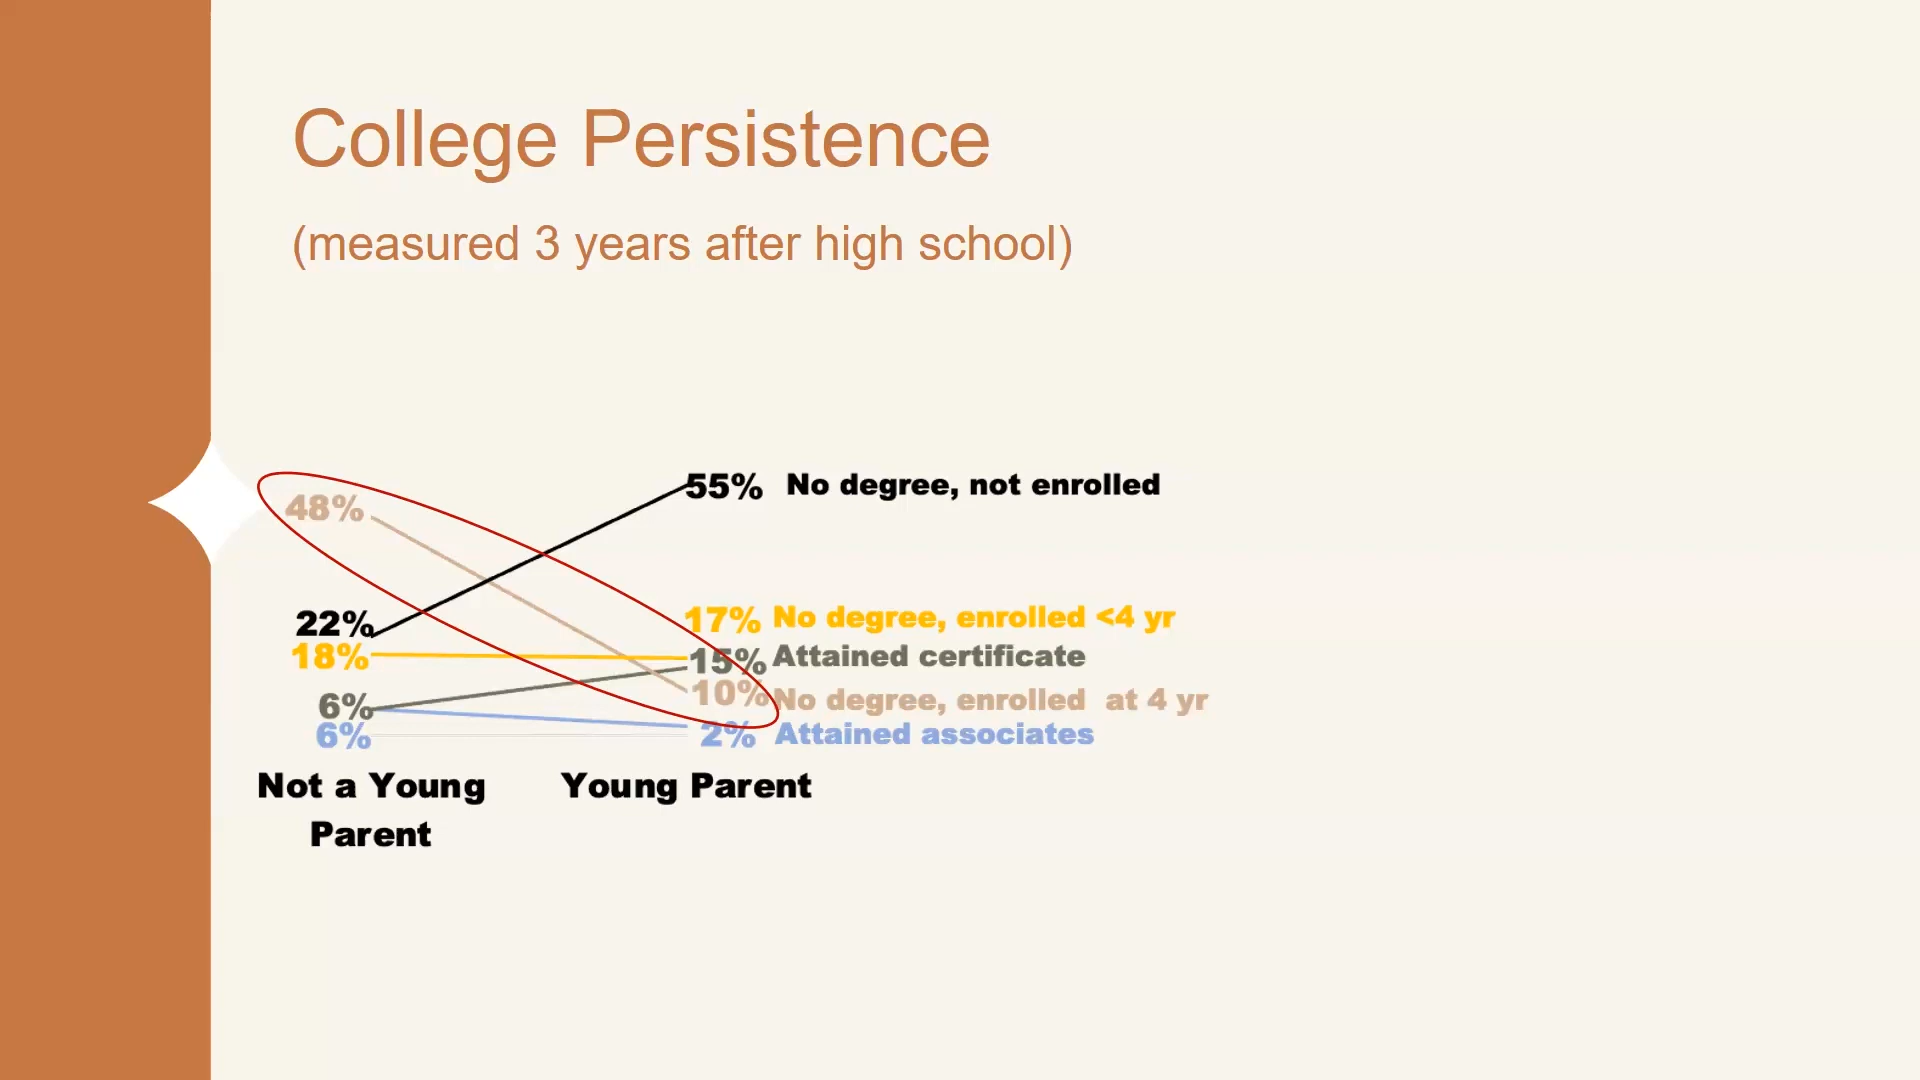 College Persistence
(measured 3 years after high school)
55% No degree, not enrolled
48%
22%
17% No degree, enrolled <4 yr
18%
15% Attained certificate
6%
10% No degree, enrolled at 4 yr
6%
2% Attained associates
Not a Young Parent
Young Parent